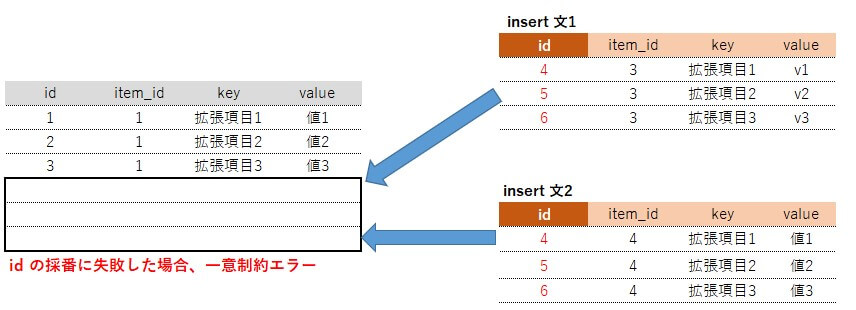 id item_id key value
1 1 拡張項目1 値1
2 1 拡張項目2 値2
3 1 拡張項目3 値3
id の採番に失敗した場合、一意制約エラー
insert 文1
id item_id key value
4 3 拡張項目1 v1
5 3 拡張項目2 v2
6 3 拡張項目3 v3
insert 文2
id item_id key value
4 4 拡張項目1 値1
5 4 拡張項目2 値2
6 4 拡張項目3 値3